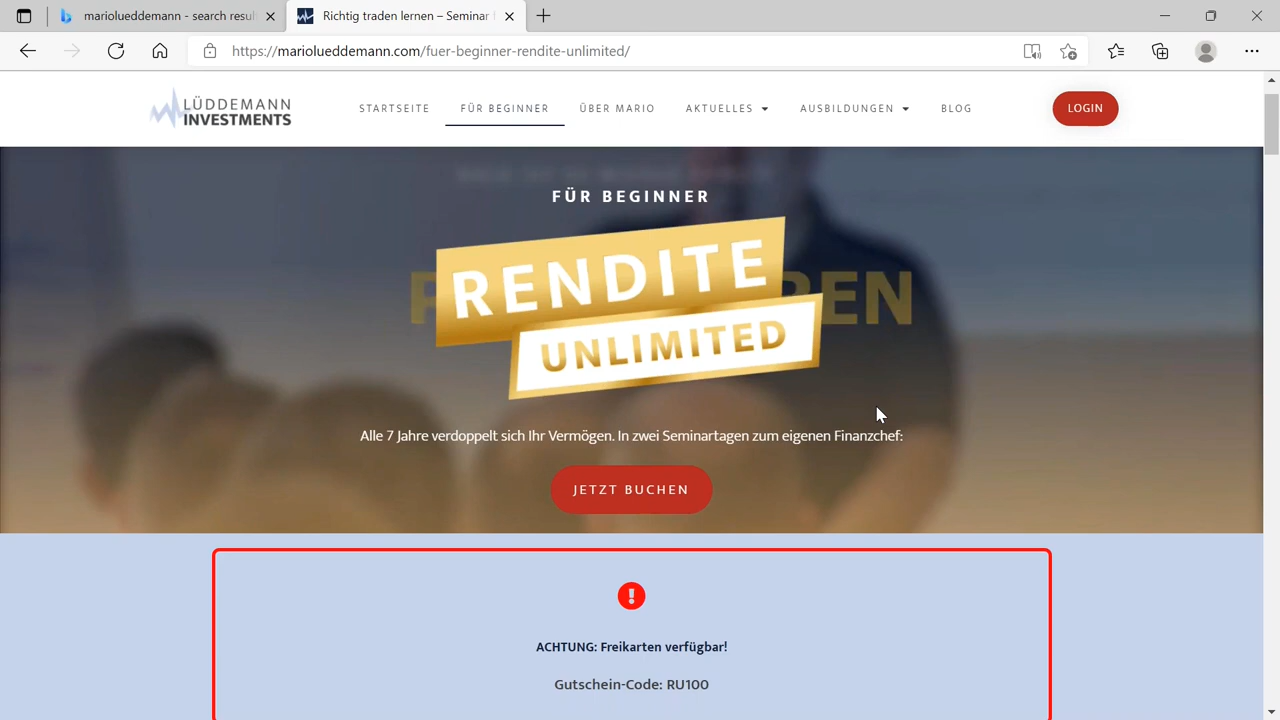 mariolueddemann - search result
Richtig traden lernen – Seminar f
https://mariolueddemann.com/fuer-beginner-rendite-unlimited/
LÜDDEMANN
INVESTMENTS
STARTSEITE FÜR BEGINNER ÜBER MARIO AKTUELLES AUSBILDUNGEN BLOG LOGIN
FÜR BEGINNER
RENDITE
UNLIMITED
Alle 7 Jahre verdoppelt sich Ihr Vermögen. In zwei Seminartagen zum eigenen Finanzchef:
JETZT BUCHEN
ACHTUNG: Freikarten verfügbar!
Gutschein-Code: RU100